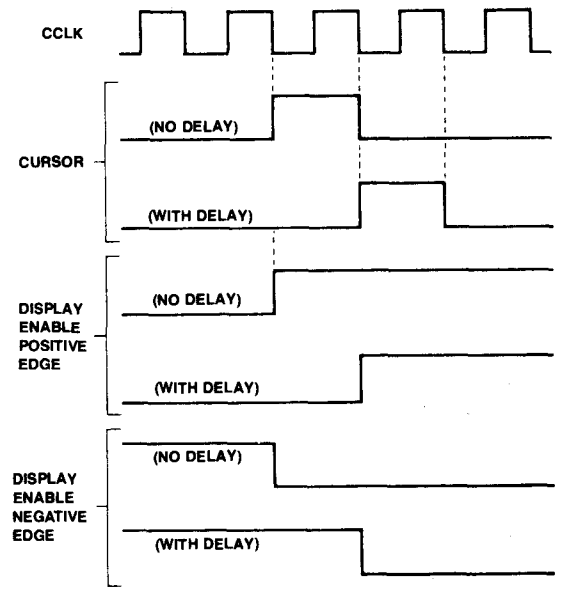 CCLK
(NO DELAY)
CURSOR
(WITH DELAY)
(NO DELAY)
DISPLAY
ENABLE
POSITIVE
EDGE
(WITH DELAY)
(NO DELAY)
DISPLAY
ENABLE
NEGATIVE
EDGE
(WITH DELAY)